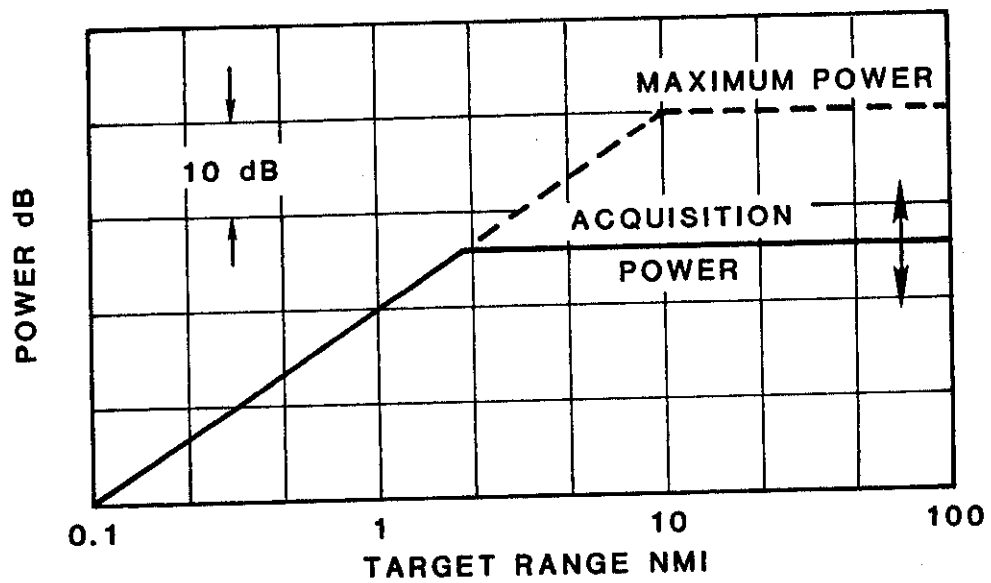 MAXIMUM POWER
10 dB
ACQUISITION
POWER
POWER dB
0.1
1
10
100
TARGET RANGE NMI